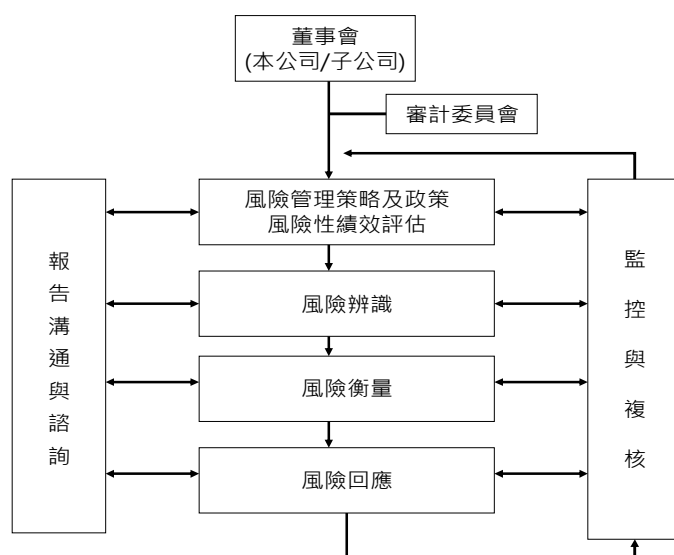 董事會
(本公司/子公司)
審計委員會
風險管理策略及政策
風險性績效評估
報告溝通與諮詢
監控與複核
風險辨識
風險衡量
風險回應